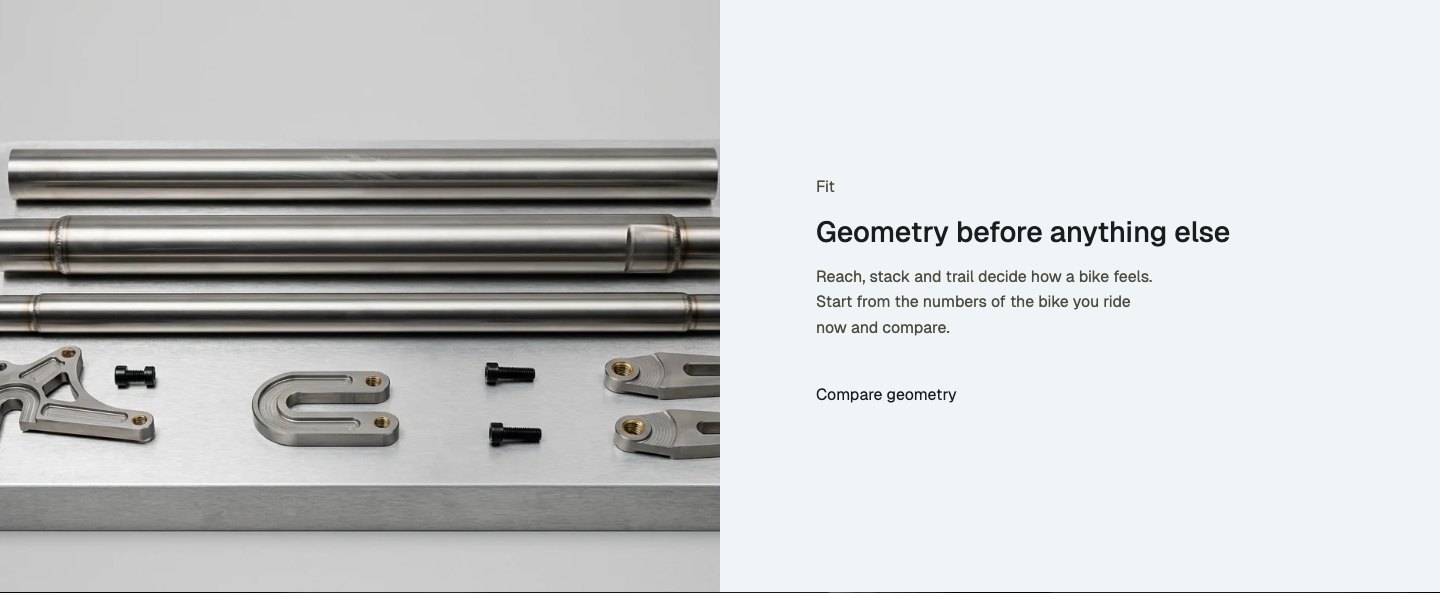 Fit
Geometry before anything else
Reach, stack and trail decide how a bike feels.
Start from the numbers of the bike you ride
now and compare.
Compare geometry